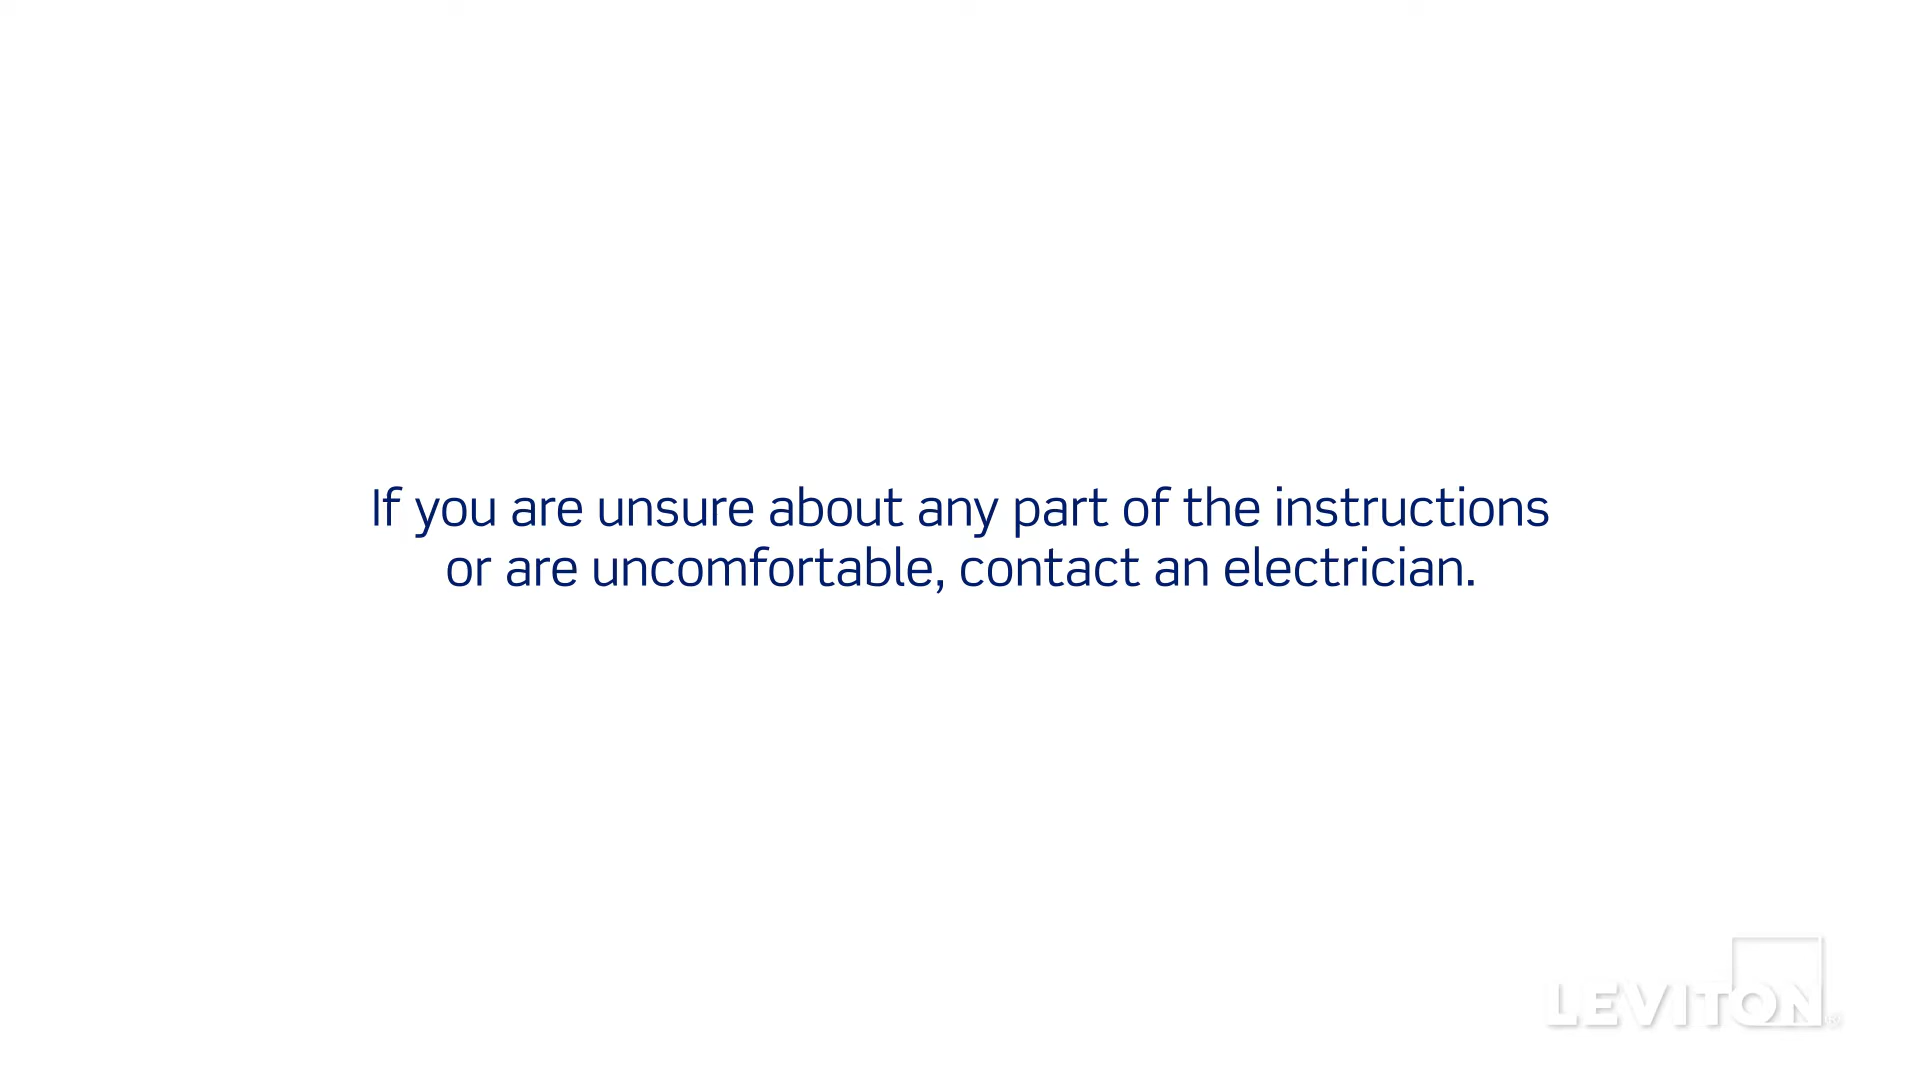 If you are unsure about any part of the instructions
or are uncomfortable, contact an electrician.
LEVITON